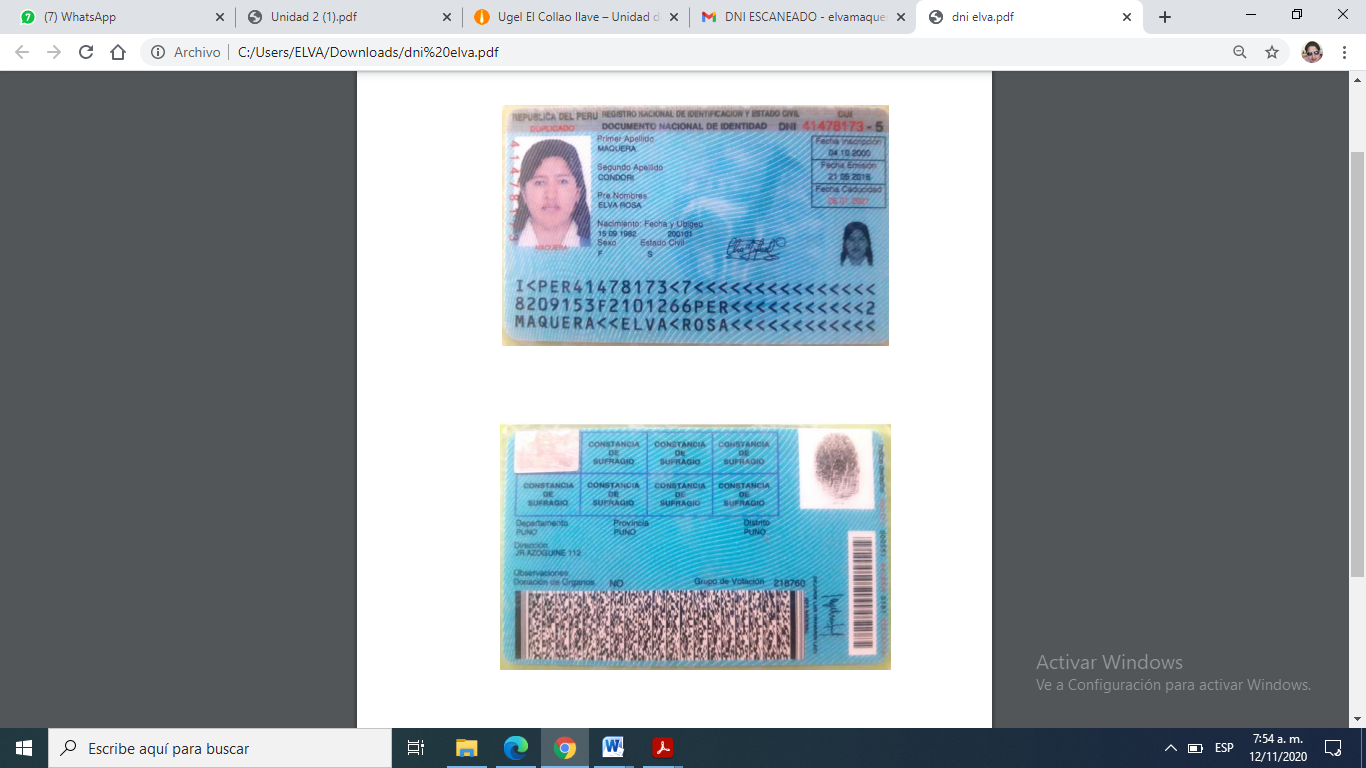 (7) WhatsApp
Unidad 2 (1).pdf
Ugel El Collao Ilave – Unidad d
DNI ESCANEADO - elvamaque
dni elva.pdf
Archivo
C:/Users/ELVA/Downloads/dni%20elva.pdf
REPUBLICA DEL PERU REGISTRO NACIONAL DE IDENTIFICACION Y ESTADO CIVIL CUI
DUPLICADO DOCUMENTO NACIONAL DE IDENTIDAD DNI 41478173 - 5
41478173
Primer Apellido
MAQUERA
Segundo Apellido
CONDORI
Pre Nombres
ELVA ROSA
Nacimiento: Fecha y Ubigeo
15 09 1982 200101
Sexo Estado Civil
F S
MAQUERA
Fecha Inscripción
04 10 2000
Fecha Emisión
Fecha Caducidad
I<PER41478173<7<<<<<<<<<<<<<<<
8209153F2101266PER<<<<<<<<<<<2
MAQUERA<<ELVA<ROSA<<<<<<<<<<<<
CONSTANCIA DE SUFRAGIO
CONSTANCIA DE SUFRAGIO
CONSTANCIA DE SUFRAGIO
CONSTANCIA DE SUFRAGIO
CONSTANCIA DE SUFRAGIO
CONSTANCIA DE SUFRAGIO
CONSTANCIA DE SUFRAGIO
Departamento Provincia Distrito
PUNO PUNO PUNO
Dirección
JR AZOGUINE 112
Observaciones
Donación de Órganos NO Grupo de Votación 218760
Activar Windows
Ve a Configuración para activar Windows.
Escribe aquí para buscar
ESP
7:54 a. m.
12/11/2020